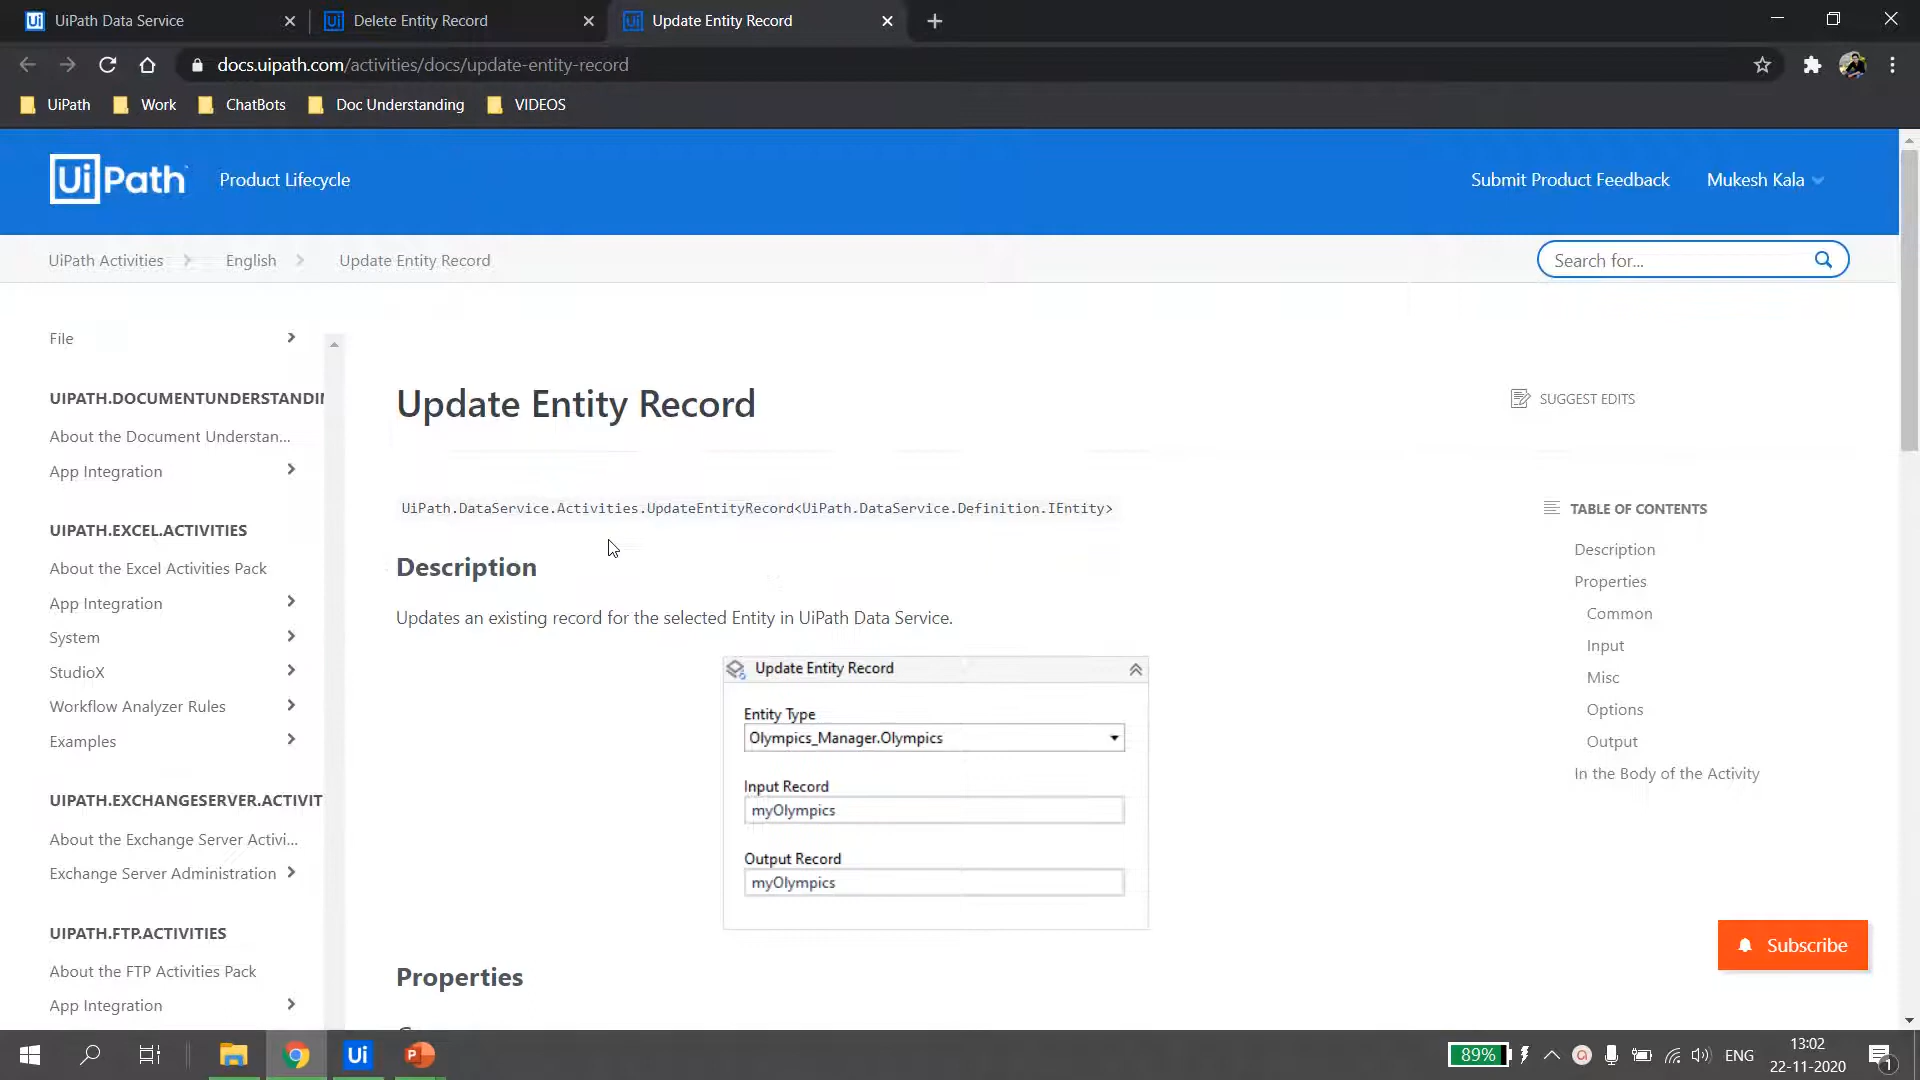 UiPath Data Service
Delete Entity Record
Update Entity Record
docs.uipath.com/activities/docs/update-entity-record
UiPath
Work
ChatBots
Doc Understanding
VIDEOS
UiPath
Product Lifecycle
Submit Product Feedback
Mukesh Kala
UiPath Activities
English
Update Entity Record
Search for...
File
UIPATH.DOCUMENTUNDERSTANDIN
About the Document Understan...
App Integration
UIPATH.EXCEL.ACTIVITIES
About the Excel Activities Pack
App Integration
System
StudioX
Workflow Analyzer Rules
Examples
UIPATH.EXCHANGESERVER.ACTIVIT
About the Exchange Server Activi...
Exchange Server Administration
UIPATH.FTP.ACTIVITIES
About the FTP Activities Pack
App Integration
Update Entity Record
UiPath.DataService.Activities.UpdateEntityRecord<UiPath.DataService.Definition.IEntity>
Description
Updates an existing record for the selected Entity in UiPath Data Service.
Update Entity Record
Entity Type
Olympics_Manager.Olympics
Input Record
myOlympics
Output Record
myOlympics
Properties
SUGGEST EDITS
TABLE OF CONTENTS
Description
Properties
Common
Input
Misc
Options
Output
In the Body of the Activity
Subscribe
Ui
89%
ENG
13:02
22-11-2020
1